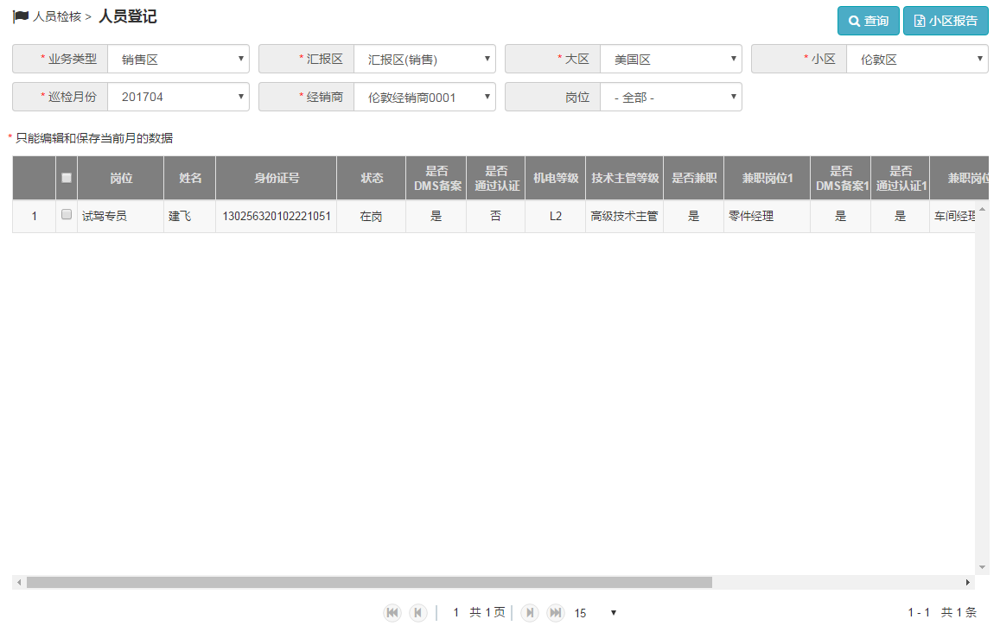 人员检核 > 人员登记
查询 小区报告
* 业务类型 销售区 * 汇报区 汇报区(销售) * 大区 美国区 * 小区 伦敦区
* 巡检月份 201704 * 经销商 伦敦经销商0001 岗位 - 全部 -
* 只能编辑和保存当前月的数据
岗位 姓名 身份证号 状态 是否 DMS备案 是否 通过认证 机电等级 技术主管等级 是否兼职 兼职岗位1 是否 DMS备案1 是否 通过认证1 兼职岗位
1 试驾专员 建飞 130256320102221051 在岗 是 否 L2 高级技术主管 是 零件经理 是 是 车间经理
1 共 1 页 15 1 - 1 共 1 条